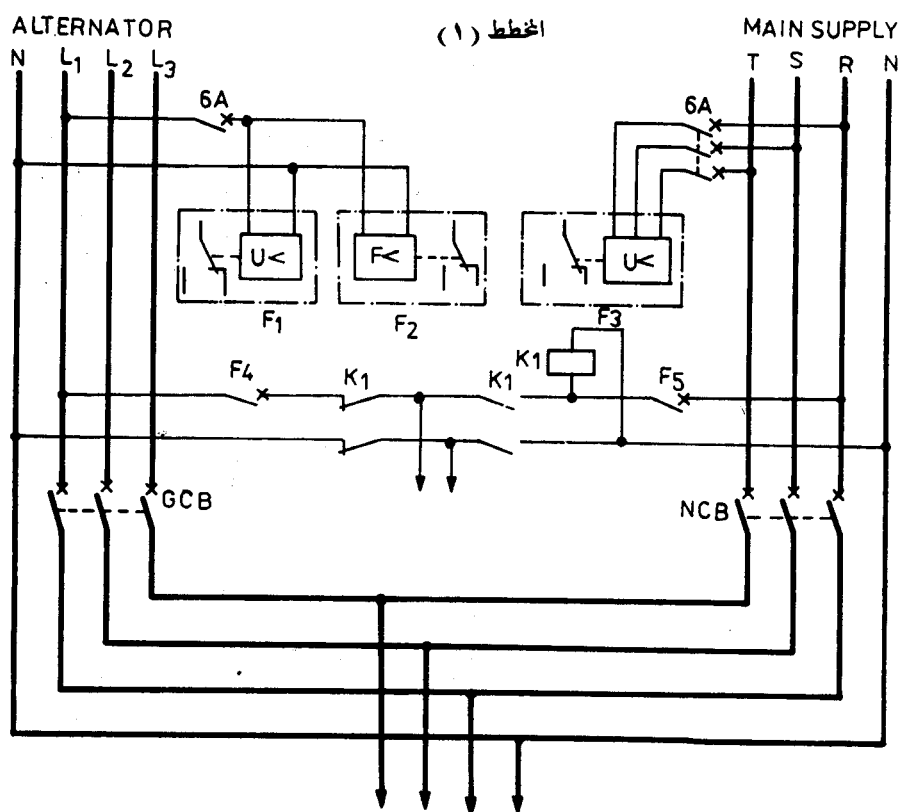 ALTERNATOR
المخطط (١)
MAIN SUPPLY
N L1 L2 L3
T S R N
6A
6A
U<
F<
U<
F1
F2
F3
K1
F4
K1
K1
F5
GCB
NCB